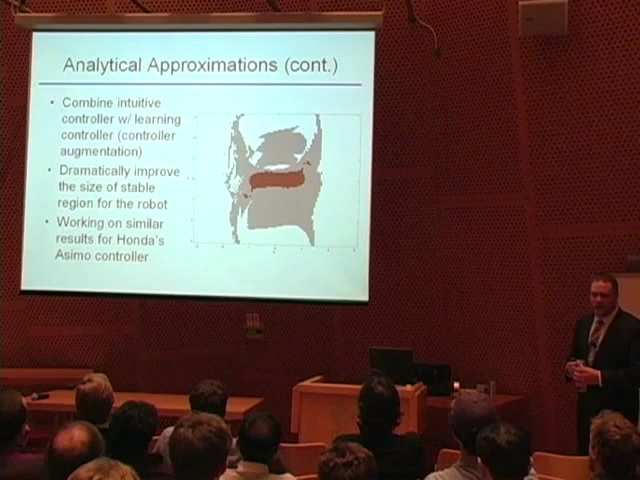 Analytical Approximations (cont.)
• Combine intuitive
controller w/ learning
controller (controller
augmentation)
• Dramatically improve
the size of stable
region for the robot
• Working on similar
results for Honda's
Asimo controller